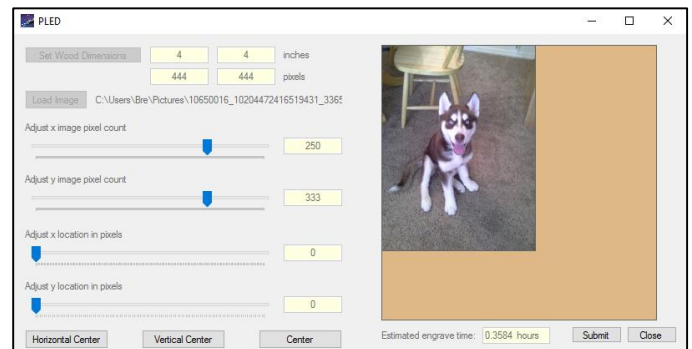 PLED
Set Wood Dimensions 4 4 inches
444 444 pixels
Load Image C:\Users\Bre\Pictures\10650016_10204472416519431_3365
Adjust x image pixel count
250
Adjust y image pixel count
333
Adjust x location in pixels
0
Adjust y location in pixels
0
Horizontal Center Vertical Center Center
Estimated engrave time: 0.3584 hours Submit Close